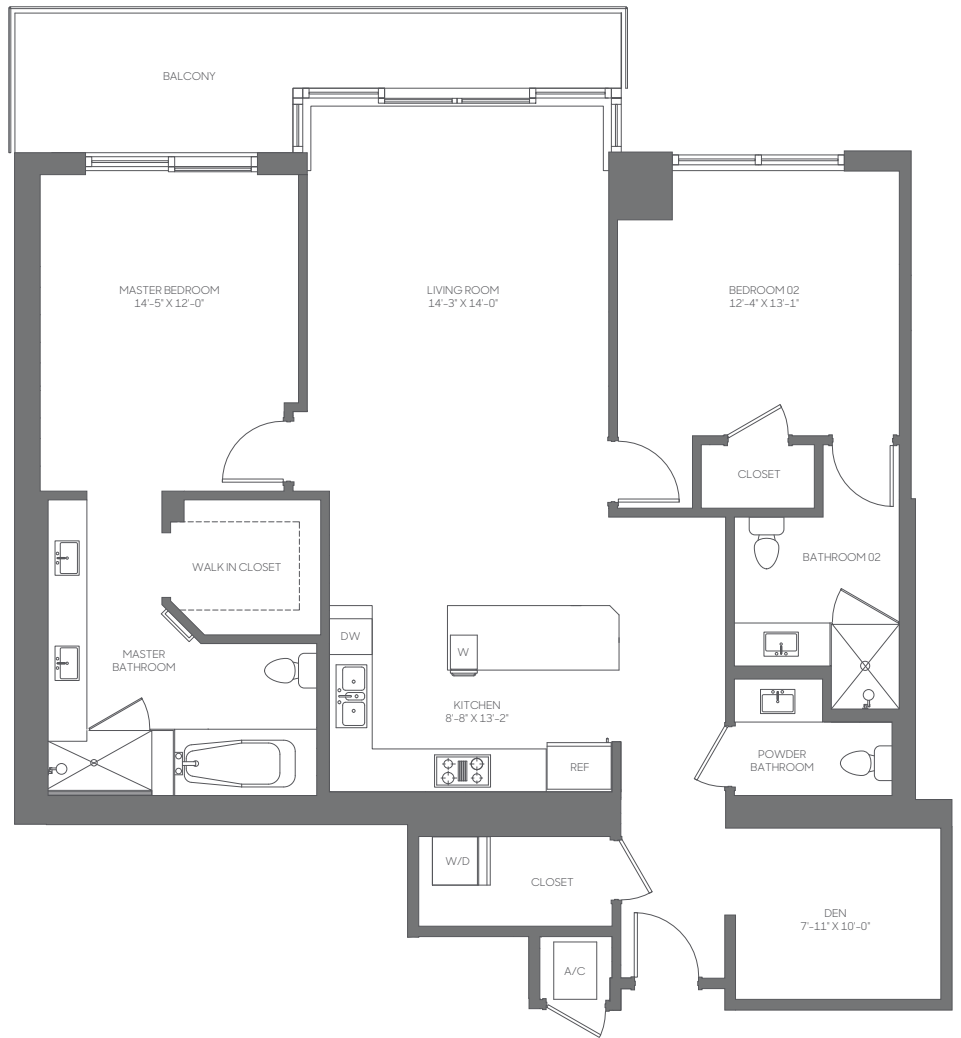 BALCONY
MASTER BEDROOM
14'-5" X 12'-0"
LIVING ROOM
14'-3" X 14'-0"
BEDROOM 02
12'-4" X 13'-1"
CLOSET
WALK IN CLOSET
BATHROOM 02
DW
W
MASTER
BATHROOM
KITCHEN
8'-8" X 13'-2"
REF
POWDER
BATHROOM
W/D
CLOSET
DEN
7'-11" X 10'-0"
A/C